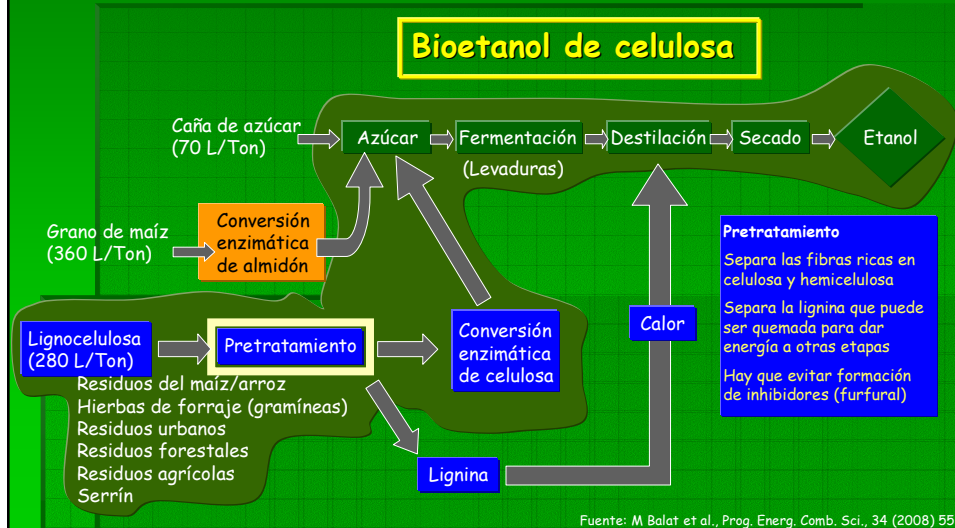 Bioetanol de celulosa
Caña de azúcar
(70 L/Ton)
Azúcar
Fermentación
(Levaduras)
Destilación
Secado
Etanol
Grano de maíz
(360 L/Ton)
Conversión
enzimática
de almidón
Lignocelulosa
(280 L/Ton)
Pretratamiento
Conversión
enzimática
de celulosa
Calor
Residuos del maíz/arroz
Hierbas de forraje (gramíneas)
Residuos urbanos
Residuos forestales
Residuos agrícolas
Serrín
Lignina
Pretratamiento
Separa las fibras ricas en
celulosa y hemicelulosa
Separa la lignina que puede
ser quemada para dar
energía a otras etapas
Hay que evitar formación
de inhibidores (furfural)
Fuente: M Balat et al., Prog. Energ. Comb. Sci., 34 (2008) 55